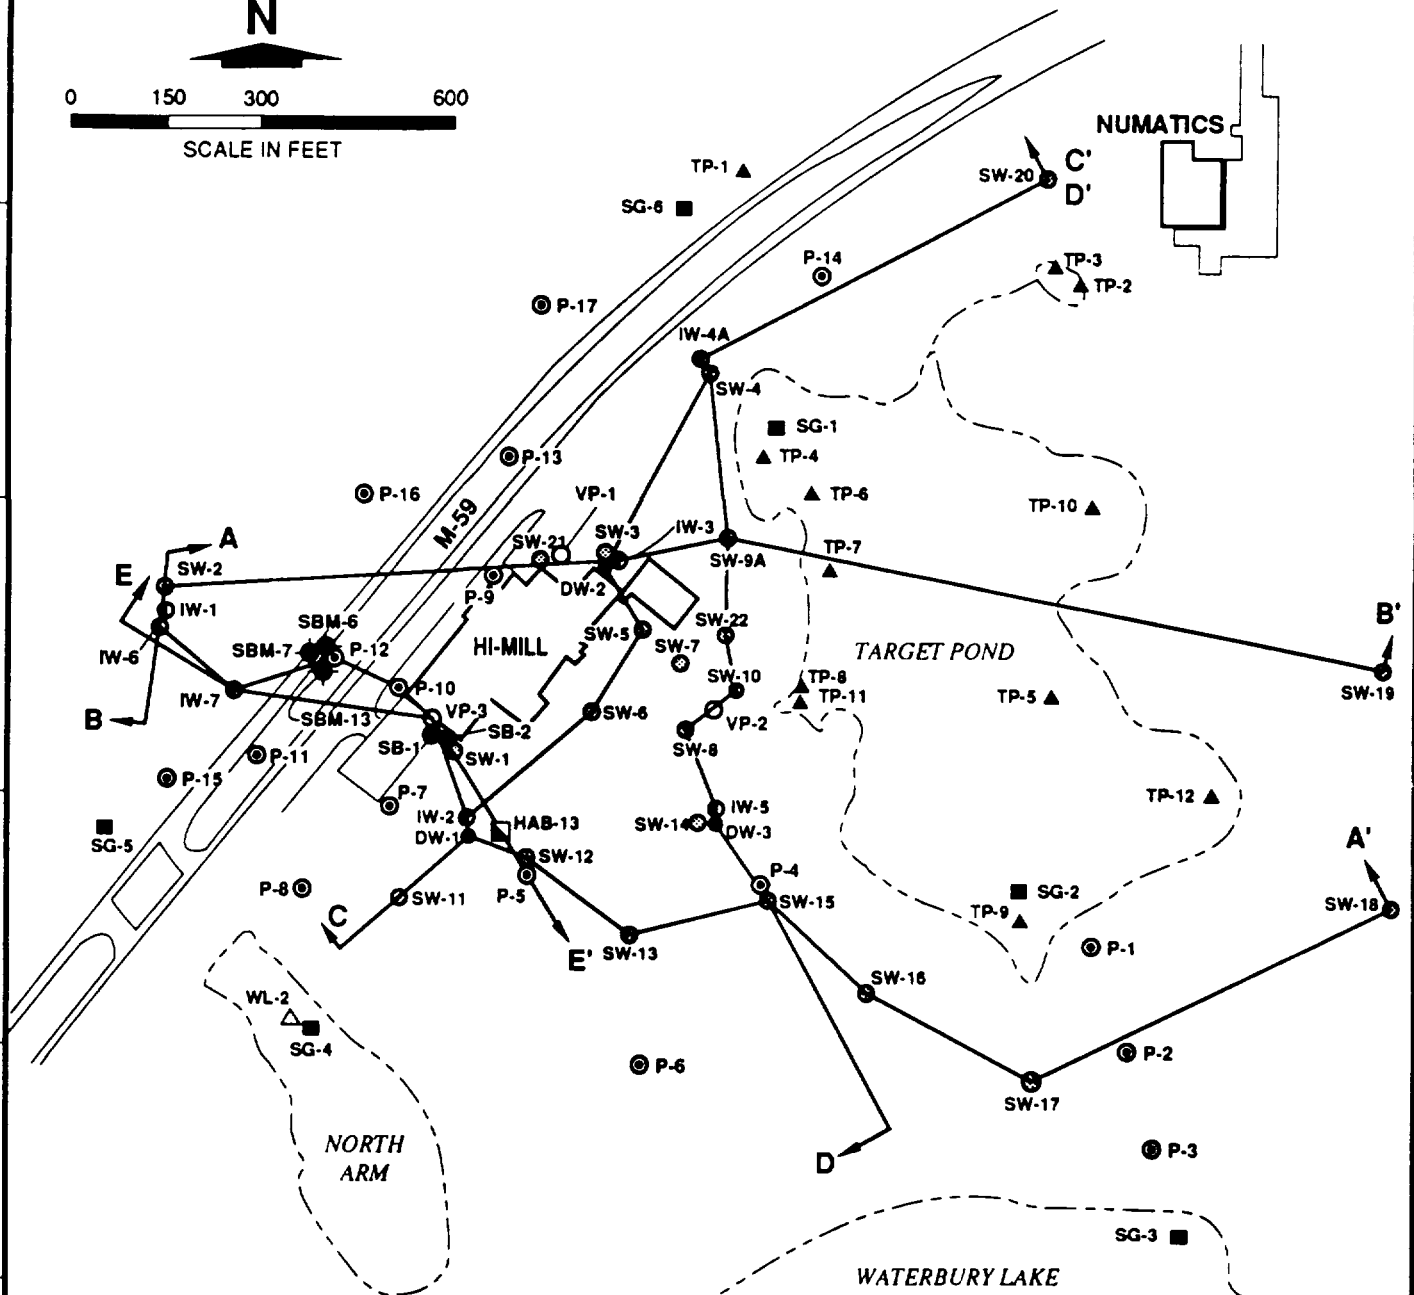 N
0 150 300 600
SCALE IN FEET
NUMATICS
TP-1
SG-6
SW-20
C'
D'
P-14
TP-3
TP-2
P-17
IW-4A
SW-4
SG-1
P-13
TP-4
P-16
VP-1
TP-6
TP-10
M-59
SW-21
SW-3
IW-3
SW-9A
TP-7
A
E
SW-2
P-9
DW-2
IW-1
B'
SBM-6
SW-5
SW-22
IW-6
SBM-7
P-12
HI-MILL
SW-7
TARGET POND
SW-19
IW-7
P-10
SW-10
TP-8
TP-11
TP-5
B
SBM-13
VP-3
SW-6
VP-2
SB-1
SB-2
SW-8
P-11
SW-1
P-15
P-7
TP-12
IW-2
HAB-13
IW-5
SG-5
DW-1
SW-14
DW-3
A'
SW-12
P-8
P-5
P-4
SG-2
SW-11
SW-15
SW-18
C
TP-9
E'
SW-13
P-1
SW-16
WL-2
SG-4
P-2
P-6
SW-17
NORTH
ARM
D
P-3
SG-3
WATERBURY LAKE